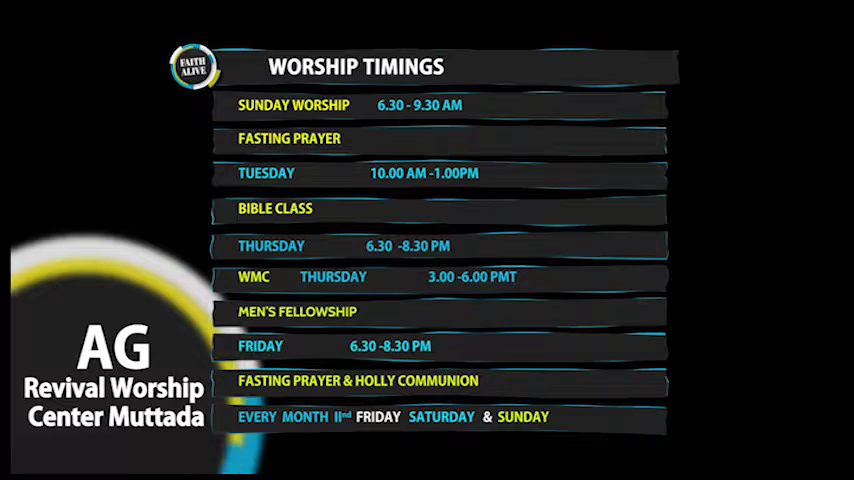 FAITH
ALIVE
WORSHIP TIMINGS
SUNDAY WORSHIP 6.30 - 9.30 AM
FASTING PRAYER
TUESDAY 10.00 AM -1.00PM
BIBLE CLASS
THURSDAY 6.30 -8.30 PM
WMC THURSDAY 3.00 -6.00 PMT
MEN'S FELLOWSHIP
FRIDAY 6.30 -8.30 PM
FASTING PRAYER & HOLLY COMMUNION
EVERY MONTH IInd FRIDAY SATURDAY & SUNDAY
AG
Revival Worship
Center Muttada